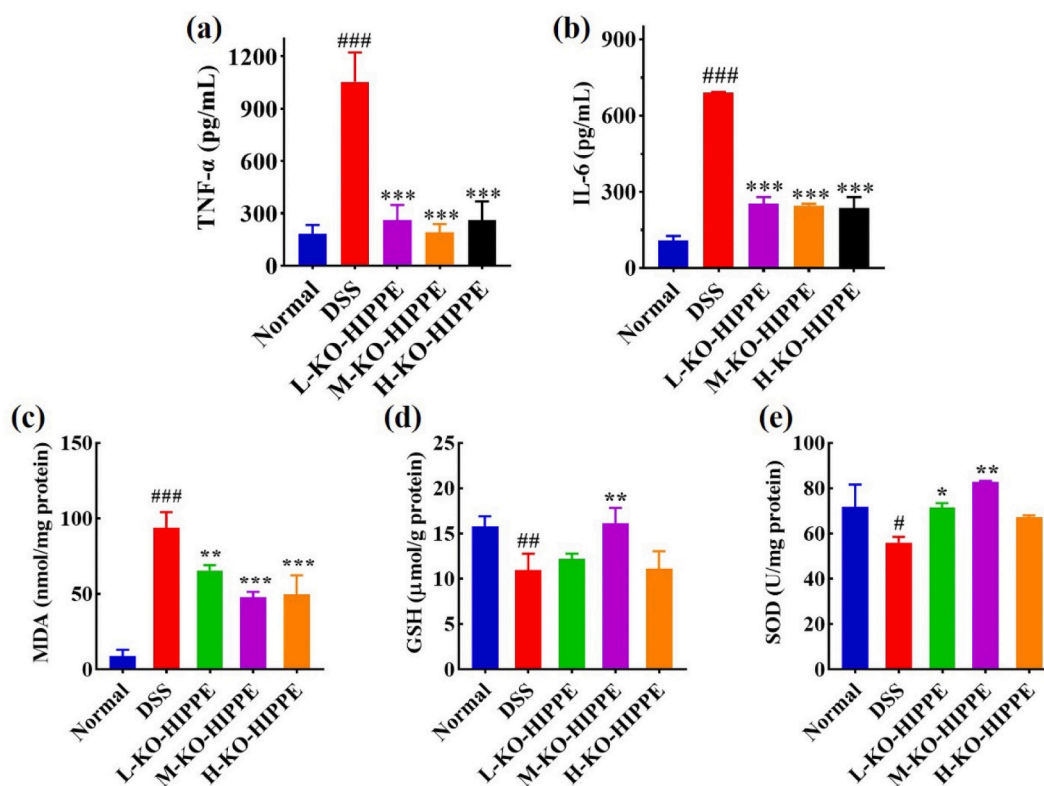 (a)
TNF-α (pg/mL)
1200
900
600
300
0
###
***
***
***
Normal
DSS
L-KO-HIPPE
M-KO-HIPPE
H-KO-HIPPE
(b)
IL-6 (pg/mL)
900
600
300
0
###
***
***
***
Normal
DSS
L-KO-HIPPE
M-KO-HIPPE
H-KO-HIPPE
(c)
MDA (nmol/mg protein)
150
100
50
0
###
**
***
***
Normal
DSS
L-KO-HIPPE
M-KO-HIPPE
H-KO-HIPPE
(d)
GSH (μmol/g protein)
25
20
15
10
5
0
##
**
Normal
DSS
L-KO-HIPPE
M-KO-HIPPE
H-KO-HIPPE
(e)
SOD (U/mg protein)
100
80
60
40
20
0
#
*
**
Normal
DSS
L-KO-HIPPE
M-KO-HIPPE
H-KO-HIPPE